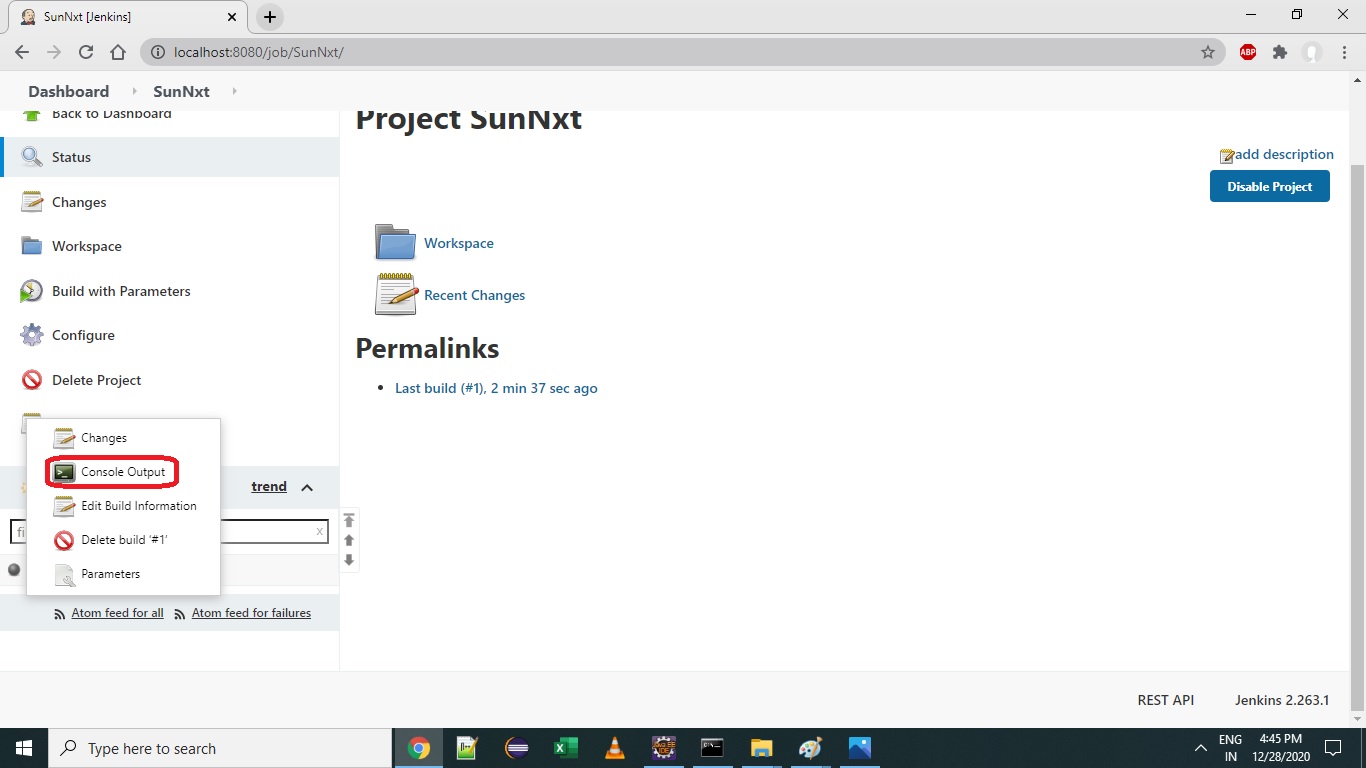 SunNxt [Jenkins]
localhost:8080/job/SunNxt/
ABP
Dashboard SunNxt
Back to Dashboard
Status
Changes
Workspace
Build with Parameters
Configure
Delete Project
Changes
Console Output
Edit Build Information
Delete build ‘#1’
Parameters
trend
fi x
Atom feed for all Atom feed for failures
Project SunNxt
add description
Disable Project
Workspace
Recent Changes
Permalinks
Last build (#1), 2 min 37 sec ago
REST API Jenkins 2.263.1
Type here to search
ENG
IN
4:45 PM
12/28/2020